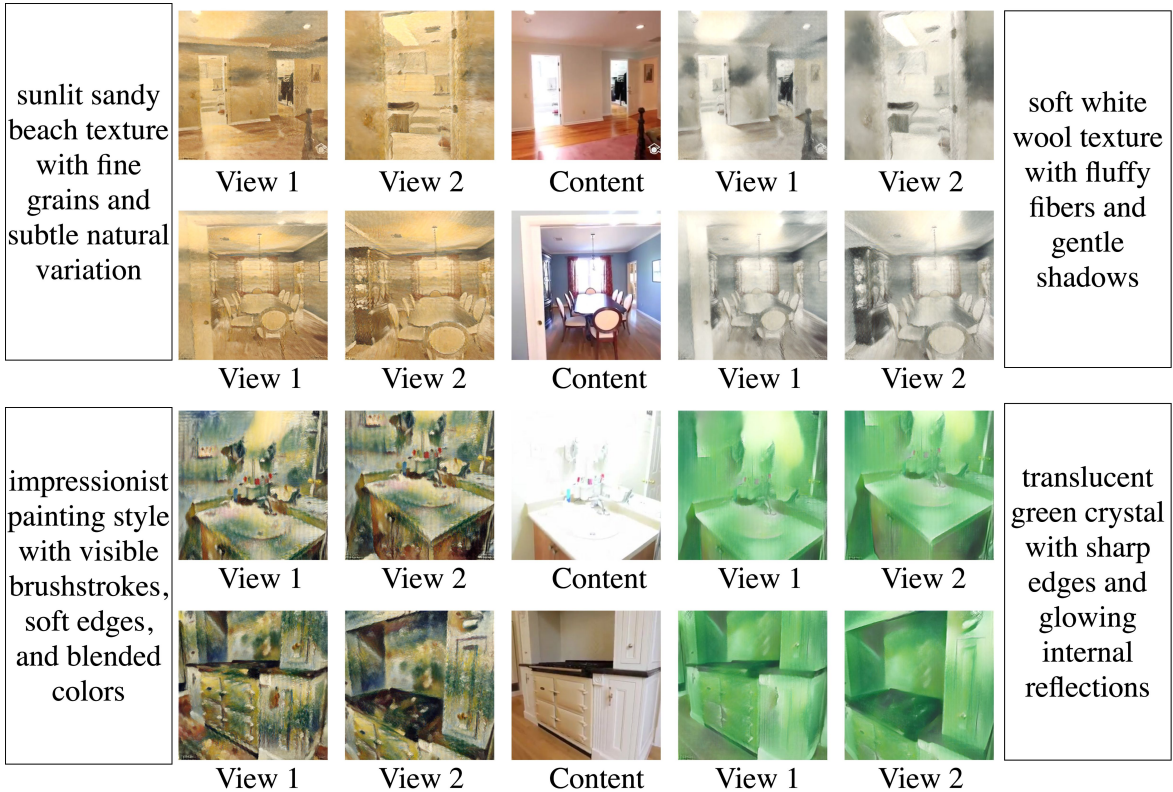 sunlit sandy
beach texture
with fine
grains and
subtle natural
variation
View 1
View 2
Content
View 1
View 2
soft white
wool texture
with fluffy
fibers and
gentle
shadows
View 1
View 2
Content
View 1
View 2
impressionist
painting style
with visible
brushstrokes,
soft edges,
and blended
colors
View 1
View 2
Content
View 1
View 2
translucent
green crystal
with sharp
edges and
glowing
internal
reflections
View 1
View 2
Content
View 1
View 2